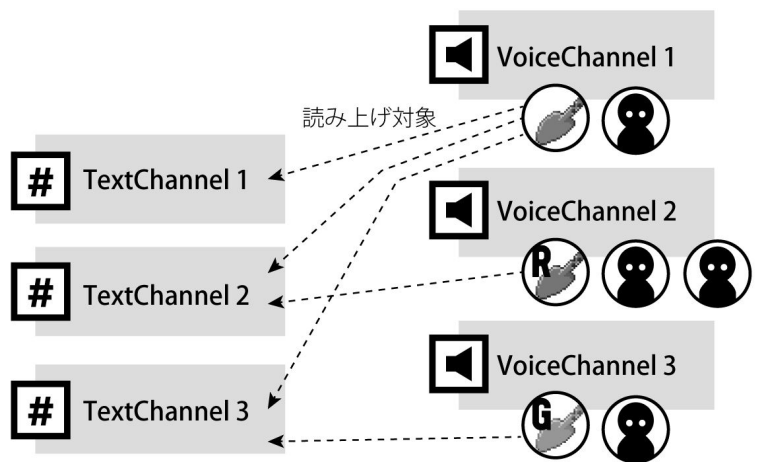 VoiceChannel 1
読み上げ対象
# TextChannel 1
VoiceChannel 2
R
# TextChannel 2
VoiceChannel 3
G
# TextChannel 3